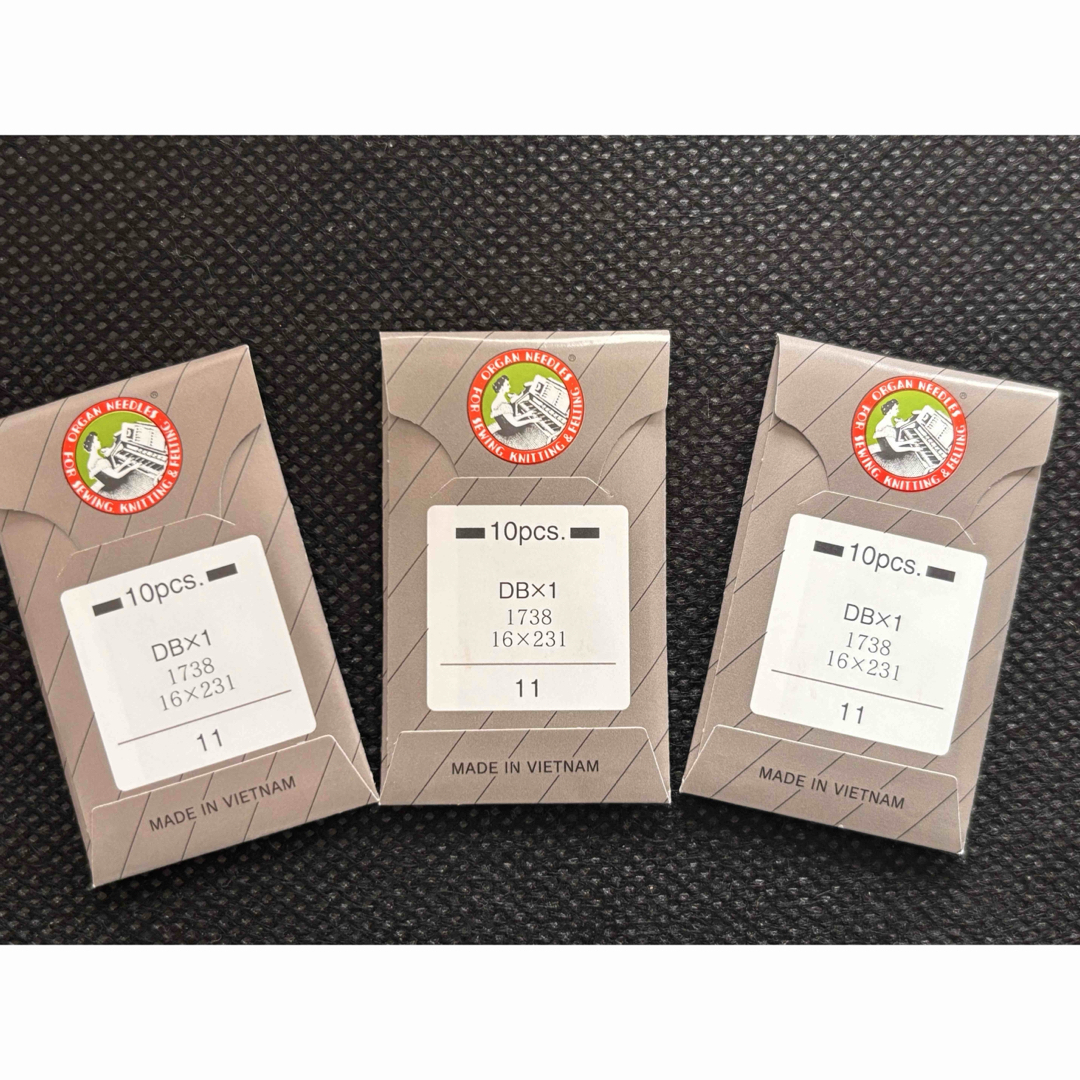 ORGAN NEEDLES
FOR SEWING KNITTING & FELTING
®
10pcs.
DB×1
1738
16×231
11
MADE IN VIETNAM
ORGAN NEEDLES
FOR SEWING KNITTING & FELTING
®
10pcs.
DB×1
1738
16×231
11
MADE IN VIETNAM
ORGAN NEEDLES
FOR SEWING KNITTING & FELTING
®
10pcs.
DB×1
1738
16×231
11
MADE IN VIETNAM